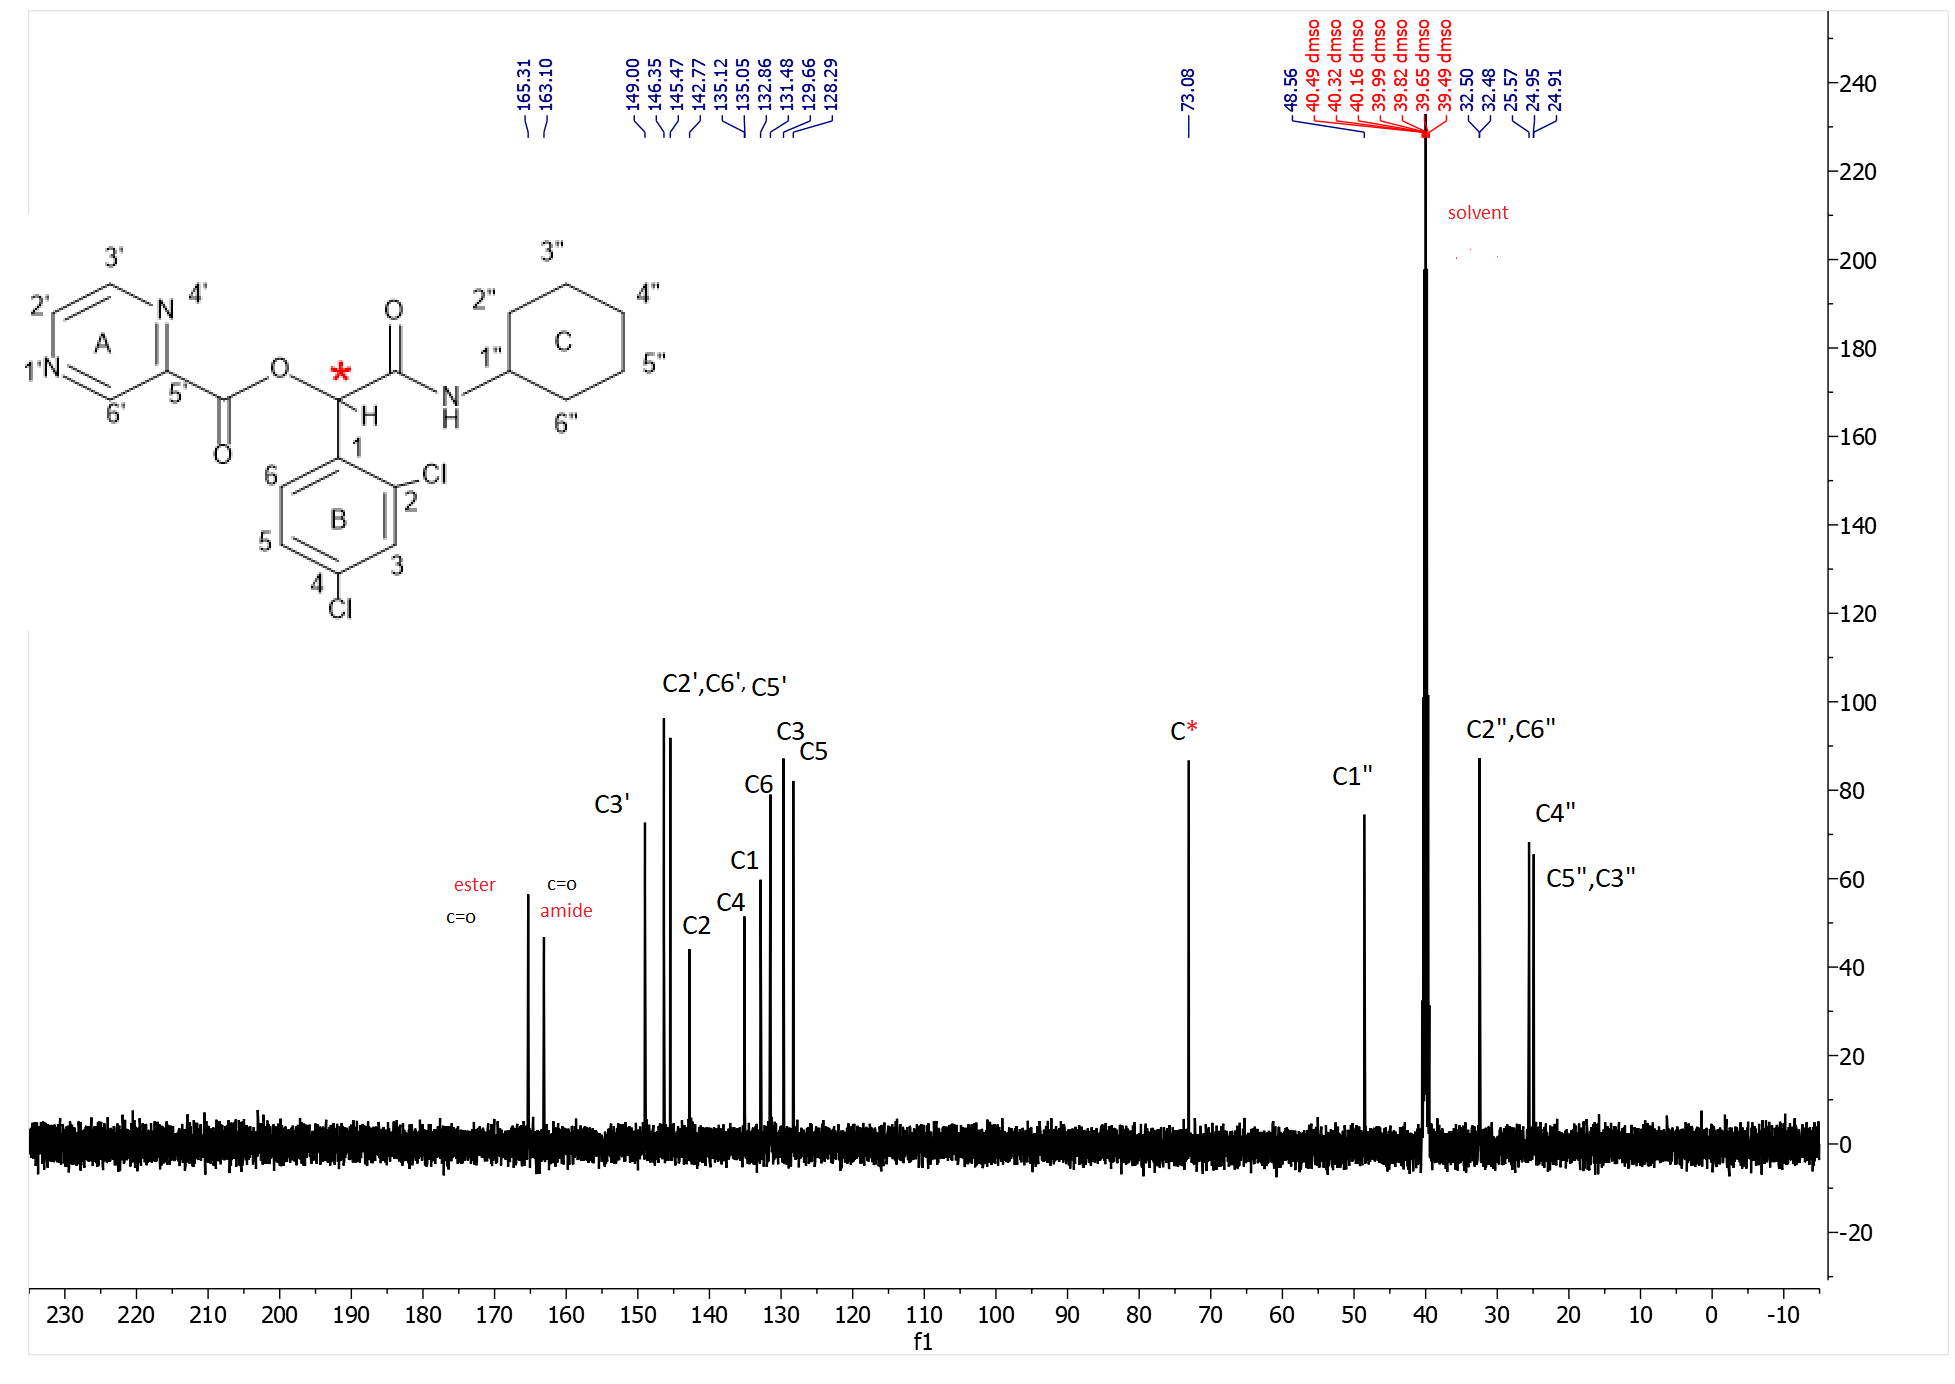 165.31
163.10
149.00
146.35
145.47
142.77
135.12
135.05
132.86
131.48
129.66
128.29
73.08
48.56
40.49 dmso
40.32 dmso
40.16 dmso
39.99 dmso
39.82 dmso
39.65 dmso
39.49 dmso
32.50
32.48
25.57
24.95
24.91
solvent
3'
2'
N
4'
A
1'
N
5'
6'
O
O
*
H
O
N
H
1"
2"
3"
4"
C
5"
6"
1
Cl
2
6
B
5
3
4
Cl
C2',C6', C5'
C3
C5
C6
C3'
C1
C4
C2
ester
c=o
c=o
amide
C*
C1"
C2",C6"
C4"
C5",C3"
240
220
200
180
160
140
120
100
80
60
40
20
0
-20
230 220 210 200 190 180 170 160 150 140 130 120 110 100 90 80 70 60 50 40 30 20 10 0 -10
f1